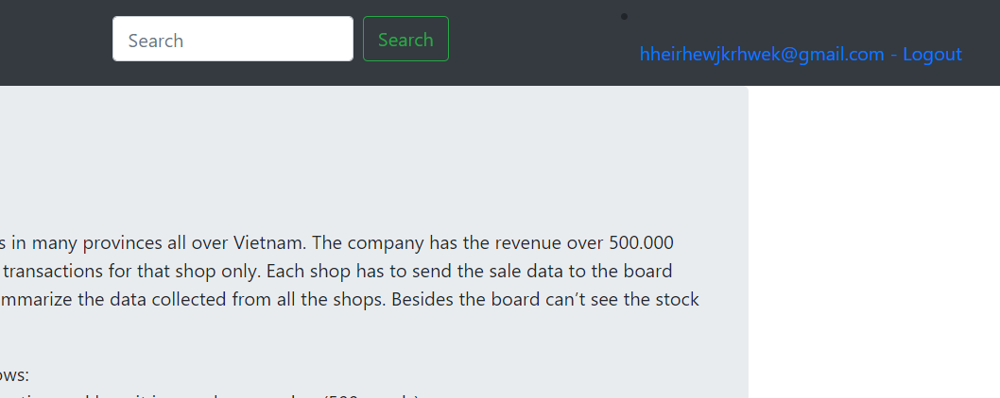 Search
Search
hheirhewjkrhwek@gmail.com - Logout
s in many provinces all over Vietnam. The company has the revenue over 500.000
transactions for that shop only. Each shop has to send the sale data to the board
mmarize the data collected from all the shops. Besides the board can’t see the stock
ows: